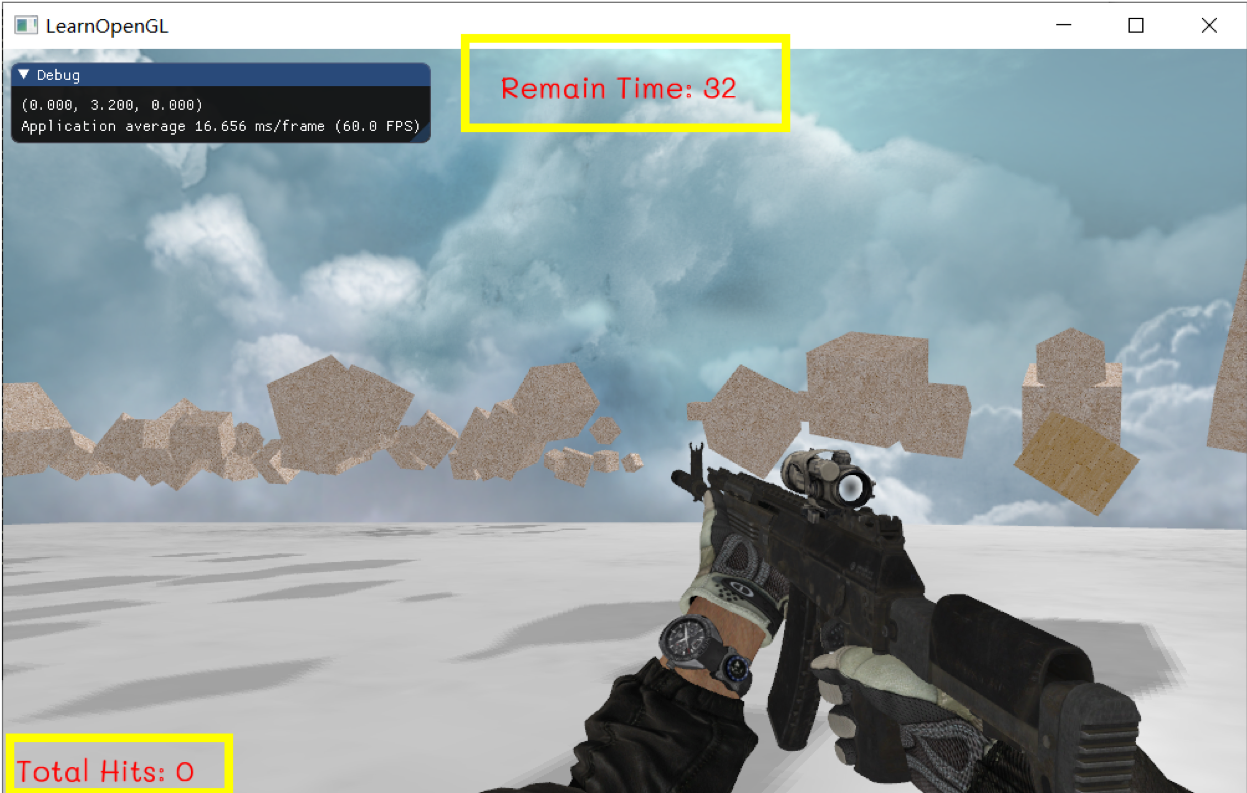 LearnOpenGL
Debug
Remain Time: 32
(0.000, 3.200, 0.000)
Application average 16.656 ms/frame (60.0 FPS)
Total Hits: 0